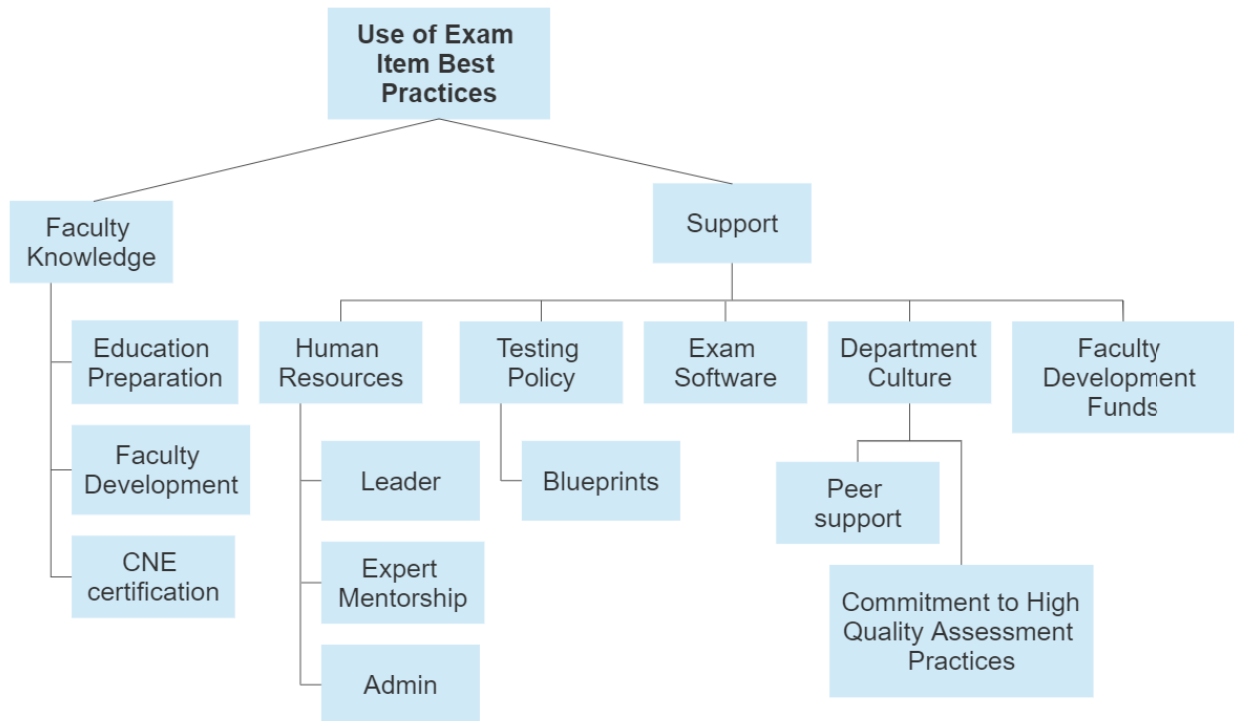 Use of Exam
Item Best
Practices
Faculty
Knowledge
Support
Education
Preparation
Faculty
Development
CNE
certification
Human
Resources
Leader
Expert
Mentorship
Admin
Testing
Policy
Blueprints
Exam
Software
Department
Culture
Peer
support
Commitment to High
Quality Assessment
Practices
Faculty
Development
Funds